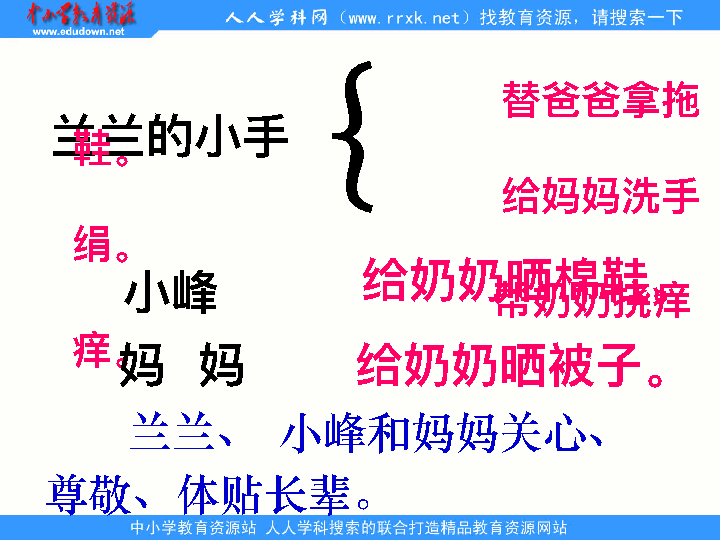 中小学教育资源
www.edudown.net
人人学科网（www.rrxk.net）找教育资源，请搜索一下
替爸爸拿拖
兰兰的小手
鞋。
给妈妈洗手
绢。
小峰
给奶奶晒棉鞋。
帮奶奶挠痒
痒。
妈 妈
给奶奶晒被子。
兰兰、 小峰和妈妈关心、
尊敬、体贴长辈。
中小学教育资源站 人人学科搜索的联合打造精品教育资源网站